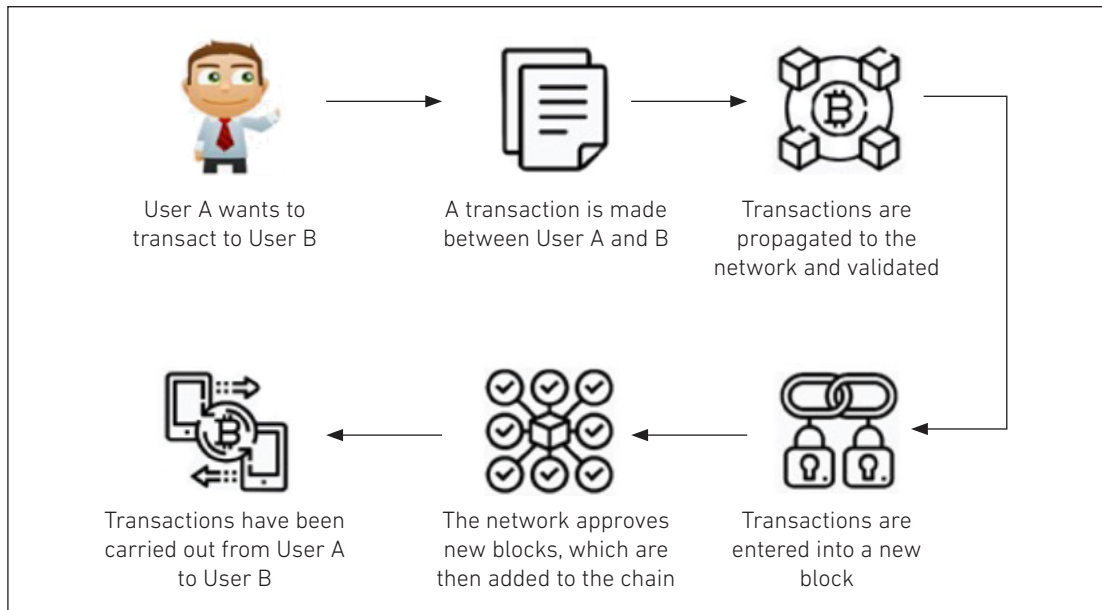 User A wants to
transact to User B
A transaction is made
between User A and B
Transactions are
propagated to the
network and validated
Transactions are
entered into a new
block
The network approves
new blocks, which are
then added to the chain
Transactions have been
carried out from User A
to User B